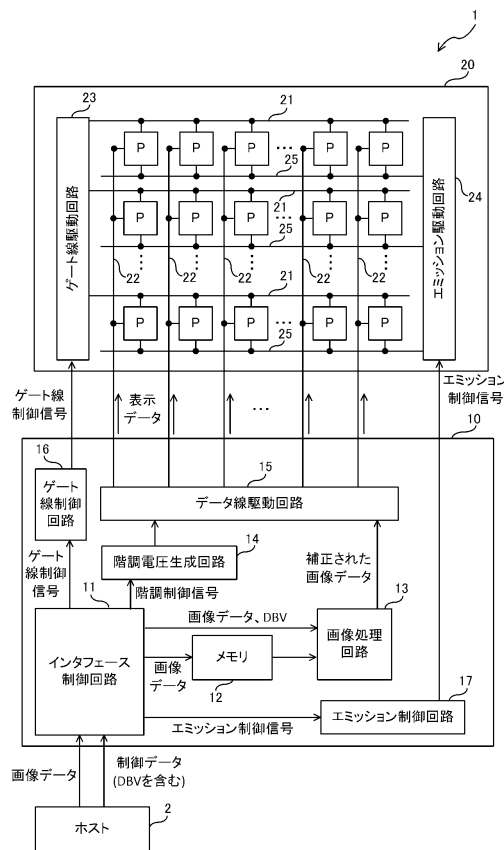 1
20
23
21
P P P … P P
25
21
ゲート線駆動回路
エミッション駆動回路
24
P P P … P P
25
22 22 22 22 22
21
P P P … P P
25
ゲート線
制御信号
表示
データ
…
エミッション
制御信号
10
16
ゲート
線制御
回路
15
データ線駆動回路
ゲート
線制御
信号
階調電圧生成回路
14
補正された
画像データ
11
階調制御信号
13
インタフェース
制御回路
画像データ、DBV
画像処理
回路
画像
データ
メモリ
12
17
エミッション制御信号
エミッション制御回路
画像データ
制御データ
(DBVを含む)
ホスト
2